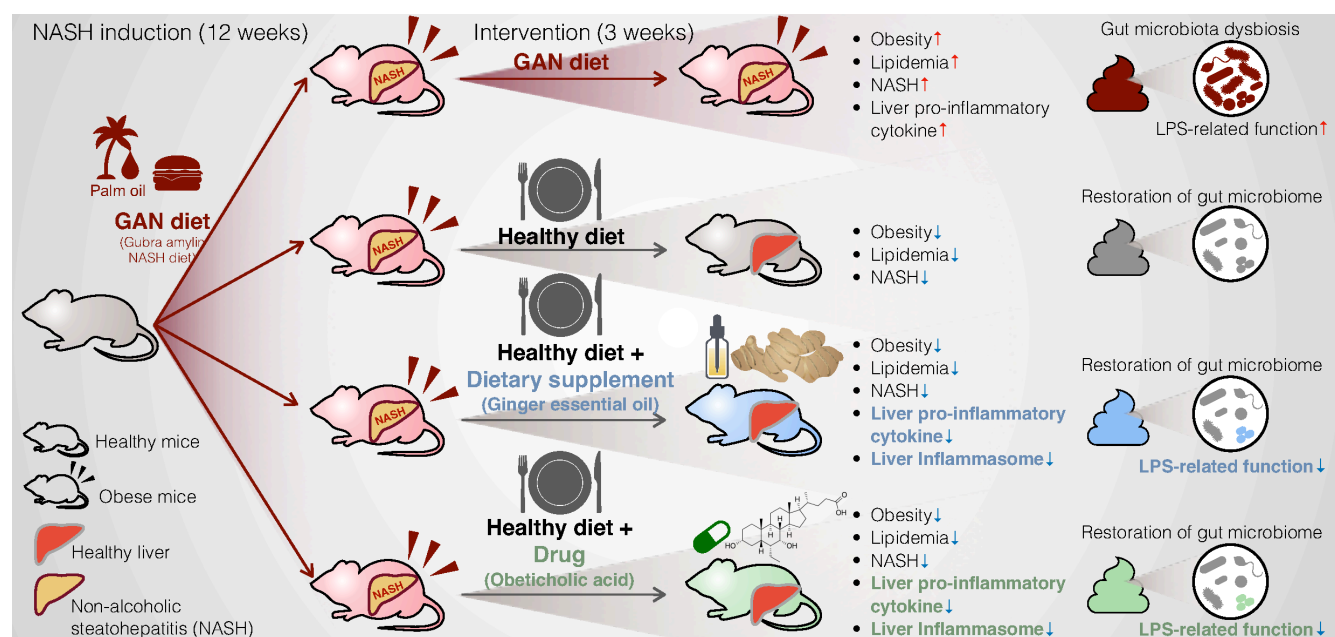 NASH induction (12 weeks)
Intervention (3 weeks)
Palm oil
GAN diet
(Gubra amylin
NASH diet)
Healthy mice
Obese mice
Healthy liver
Non-alcoholic
steatohepatitis (NASH)
NASH
GAN diet
NASH
• Obesity↑
• Lipidemia↑
• NASH↑
• Liver pro-inflammatory
cytokine↑
Gut microbiota dysbiosis
LPS-related function↑
NASH
Healthy diet
• Obesity↓
• Lipidemia↓
• NASH↓
Restoration of gut microbiome
NASH
Healthy diet +
Dietary supplement
(Ginger essential oil)
• Obesity↓
• Lipidemia↓
• NASH↓
• Liver pro-inflammatory
cytokine↓
• Liver Inflammasome↓
Restoration of gut microbiome
LPS-related function↓
NASH
Healthy diet +
Drug
(Obeticholic acid)
H
O
OH
H
H
H
HO
OH
H
• Obesity↓
• Lipidemia↓
• NASH↓
• Liver pro-inflammatory
cytokine↓
• Liver Inflammasome↓
Restoration of gut microbiome
LPS-related function↓